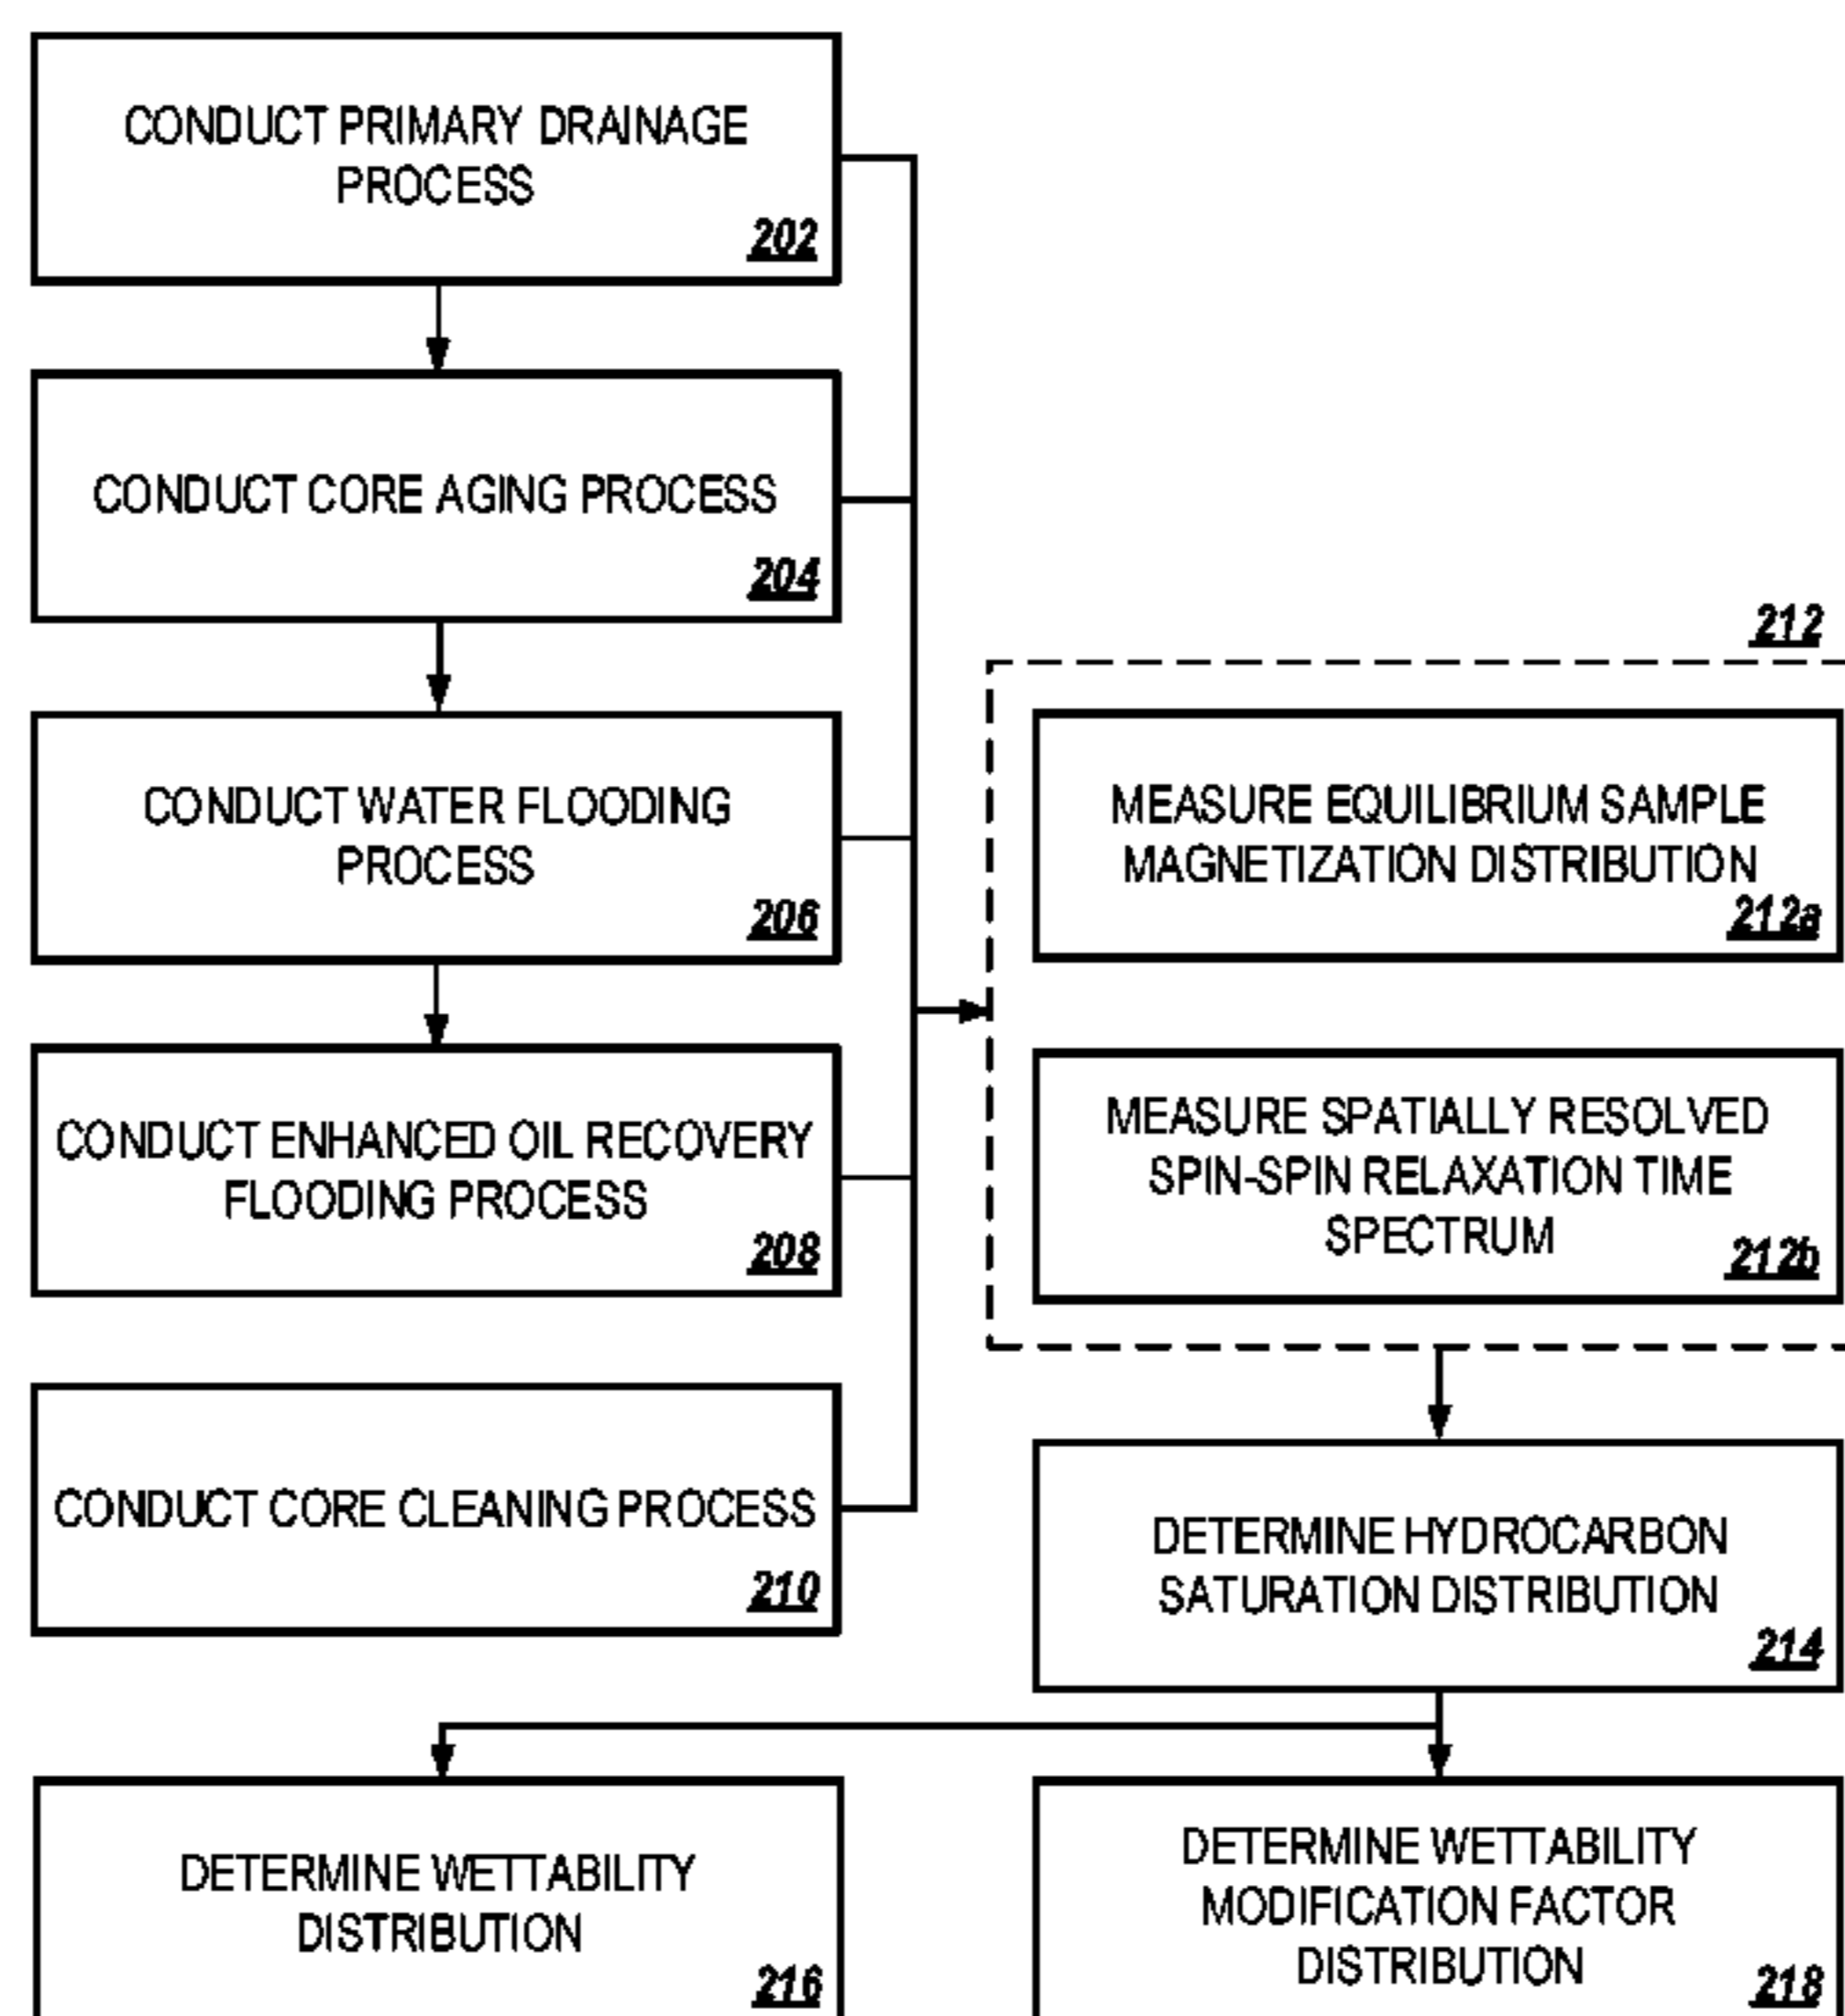 CONDUCT PRIMARY DRAINAGE
PROCESS
202
CONDUCT CORE AGING PROCESS
204
CONDUCT WATER FLOODING
PROCESS
206
CONDUCT ENHANCED OIL RECOVERY
FLOODING PROCESS
208
CONDUCT CORE CLEANING PROCESS
210
212
MEASURE EQUILIBRIUM SAMPLE
MAGNETIZATION DISTRIBUTION
212a
MEASURE SPATIALLY RESOLVED
SPIN-SPIN RELAXATION TIME
SPECTRUM
212b
DETERMINE HYDROCARBON
SATURATION DISTRIBUTION
214
DETERMINE WETTABILITY
DISTRIBUTION
216
DETERMINE WETTABILITY
MODIFICATION FACTOR
DISTRIBUTION
218